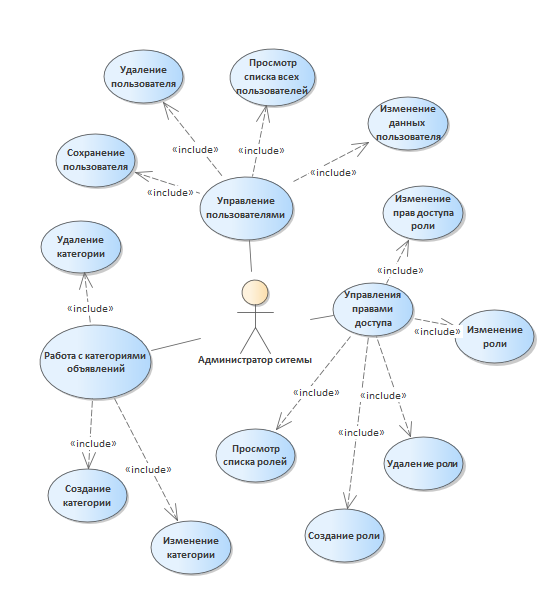 Удаление
пользователя
Просмотр
списка всех
пользователей
Изменение
данных
пользователя
«include»
«include»
«include»
Сохранение
пользователя
«include»
Управление
пользователями
Изменение
прав доступа
роли
Удаление
категории
«include»
«include»
Управления
правами
доступа
«include»
Изменение
роли
Работа с категориями
объявлений
Администратор ситемы
«include»
«include»
«include»
«include»
«include»
Просмотр
списка ролей
Удаление роли
Создание
категории
Изменение
категории
Создание роли